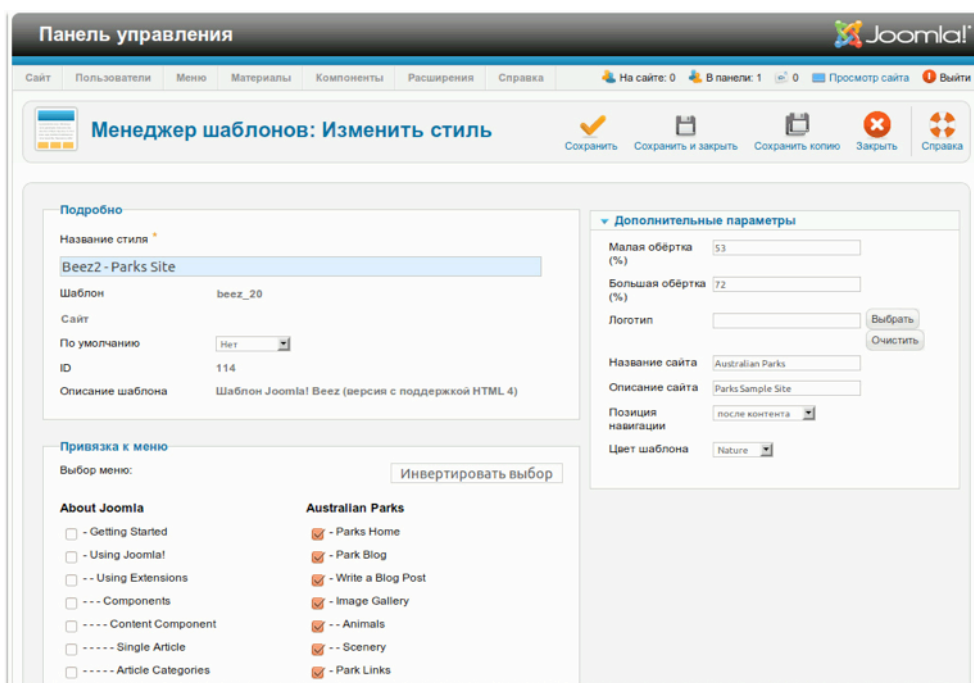 Панель управления
Joomla!
Сайт Пользователи Меню Материалы Компоненты Расширения Справка На сайте: 0 В панели: 1 0 Просмотр сайта Выйти
Менеджер шаблонов: Изменить стиль
Сохранить Сохранить и закрыть Сохранить копию Закрыть Справка
Подробно
Название стиля *
Beez2 - Parks Site
Шаблон beez_20
Сайт
По умолчанию Нет
ID 114
Описание шаблона Шаблон Joomla! Beez (версия с поддержкой HTML 4)
Привязка к меню
Выбор меню: Инвертировать выбор
About Joomla
- Getting Started
- Using Joomla!
- - Using Extensions
- - - Components
- - - - Content Component
- - - - - Single Article
- - - - - Article Categories
Australian Parks
- Parks Home
- Park Blog
- Write a Blog Post
- Image Gallery
- - Animals
- - Scenery
- Park Links
Дополнительные параметры
Малая обёртка (%) 53
Большая обёртка (%) 72
Логотип Выбрать
Очистить
Название сайта Australian Parks
Описание сайта Parks Sample Site
Позиция навигации после контента
Цвет шаблона Nature